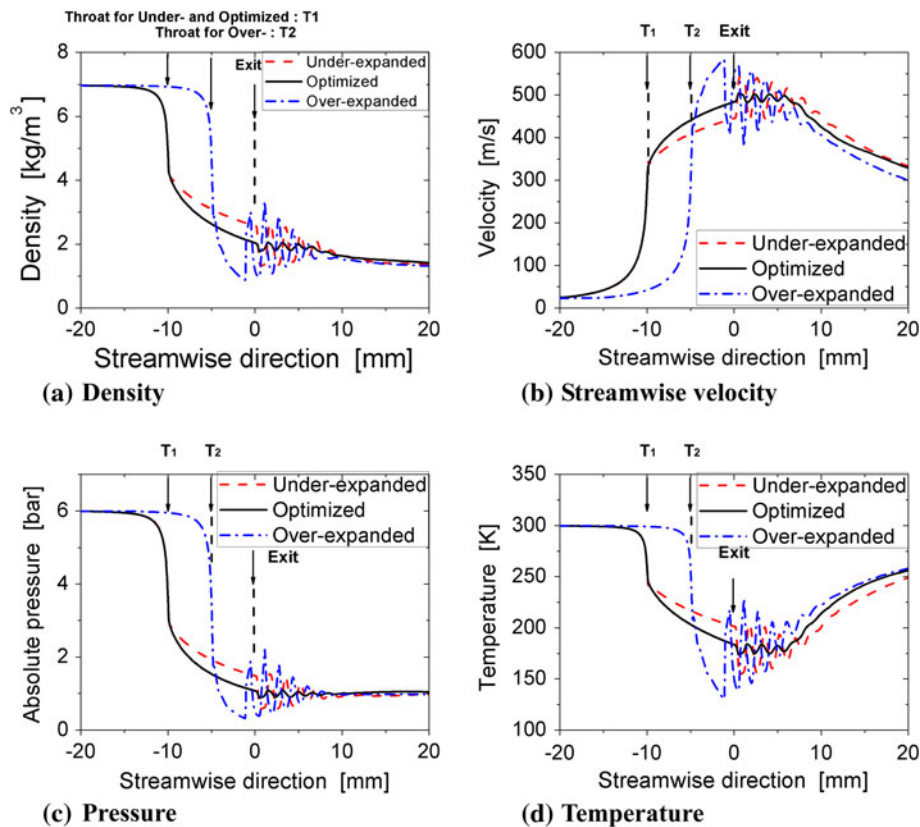 Throat for Under- and Optimized : T1
Throat for Over- : T2
Exit
Under-expanded
Optimized
Over-expanded
Density [kg/m3]
8
6
4
2
0
-20
-10
0
10
20
Streamwise direction [mm]
(a) Density
T1
T2
Exit
Velocity [m/s]
600
500
400
300
200
100
0
Under-expanded
Optimized
Over-expanded
-20
-10
0
10
20
Streamwise direction [mm]
(b) Streamwise velocity
T1
T2
Under-expanded
Optimized
Over-expanded
Exit
Absolute pressure [bar]
6
4
2
0
-20
-10
0
10
20
Streamwise direction [mm]
(c) Pressure
T1
T2
Under-expanded
Optimized
Over-expanded
Exit
Temperature [K]
350
300
250
200
150
100
-20
-10
0
10
20
Streamwise direction [mm]
(d) Temperature